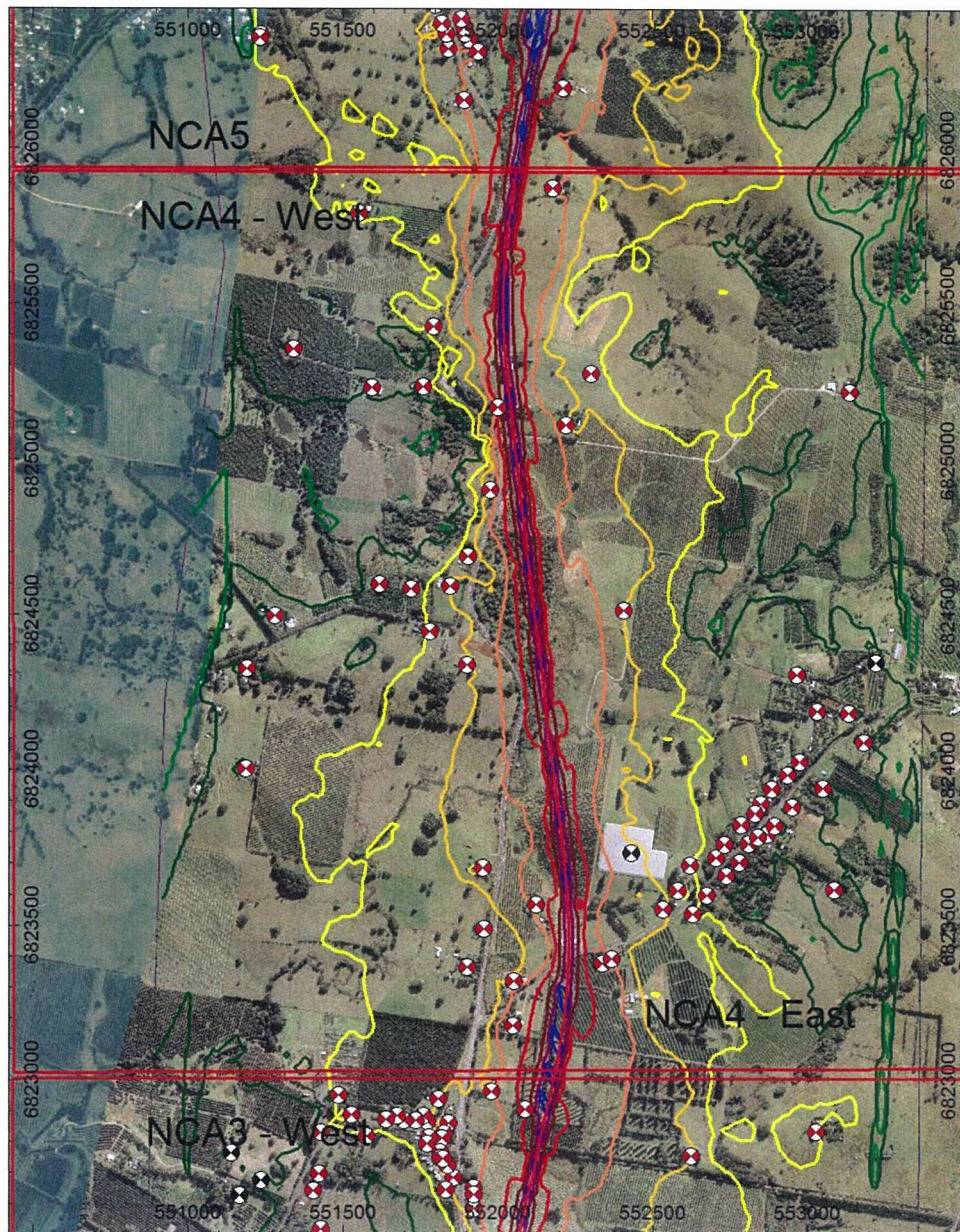 551000 551500 552000 552500 553000
NCA5
6826000 6826000
NCA4 - West
6825500 6825500
6825000 6825000
6824500 6824500
6824000 6824000
6823500 6823500
NCA4 - East
6823000 6823000
NCA3 - West
551000 551500 552000 552500 553000